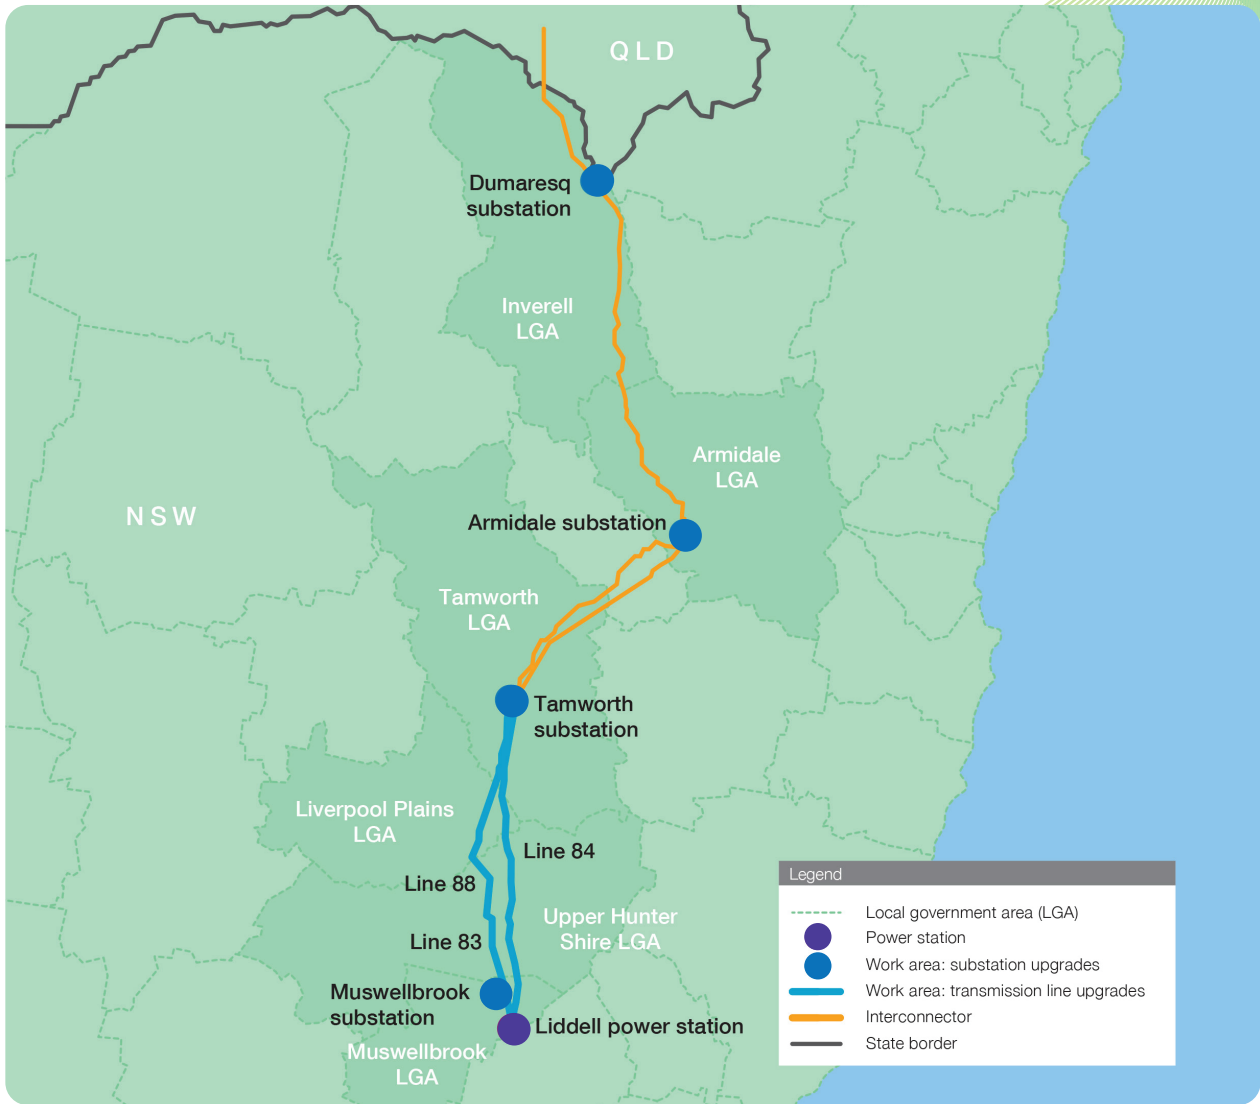 QLD
Dumaresq
substation
Inverell
LGA
Armidale
LGA
NSW
Armidale substation
Tamworth
LGA
Tamworth
substation
Liverpool Plains
LGA
Line 84
Line 88
Upper Hunter
Shire LGA
Line 83
Muswellbrook
substation
Liddell power station
Muswellbrook
LGA
Legend
Local government area (LGA)
Power station
Work area: substation upgrades
Work area: transmission line upgrades
Interconnector
State border